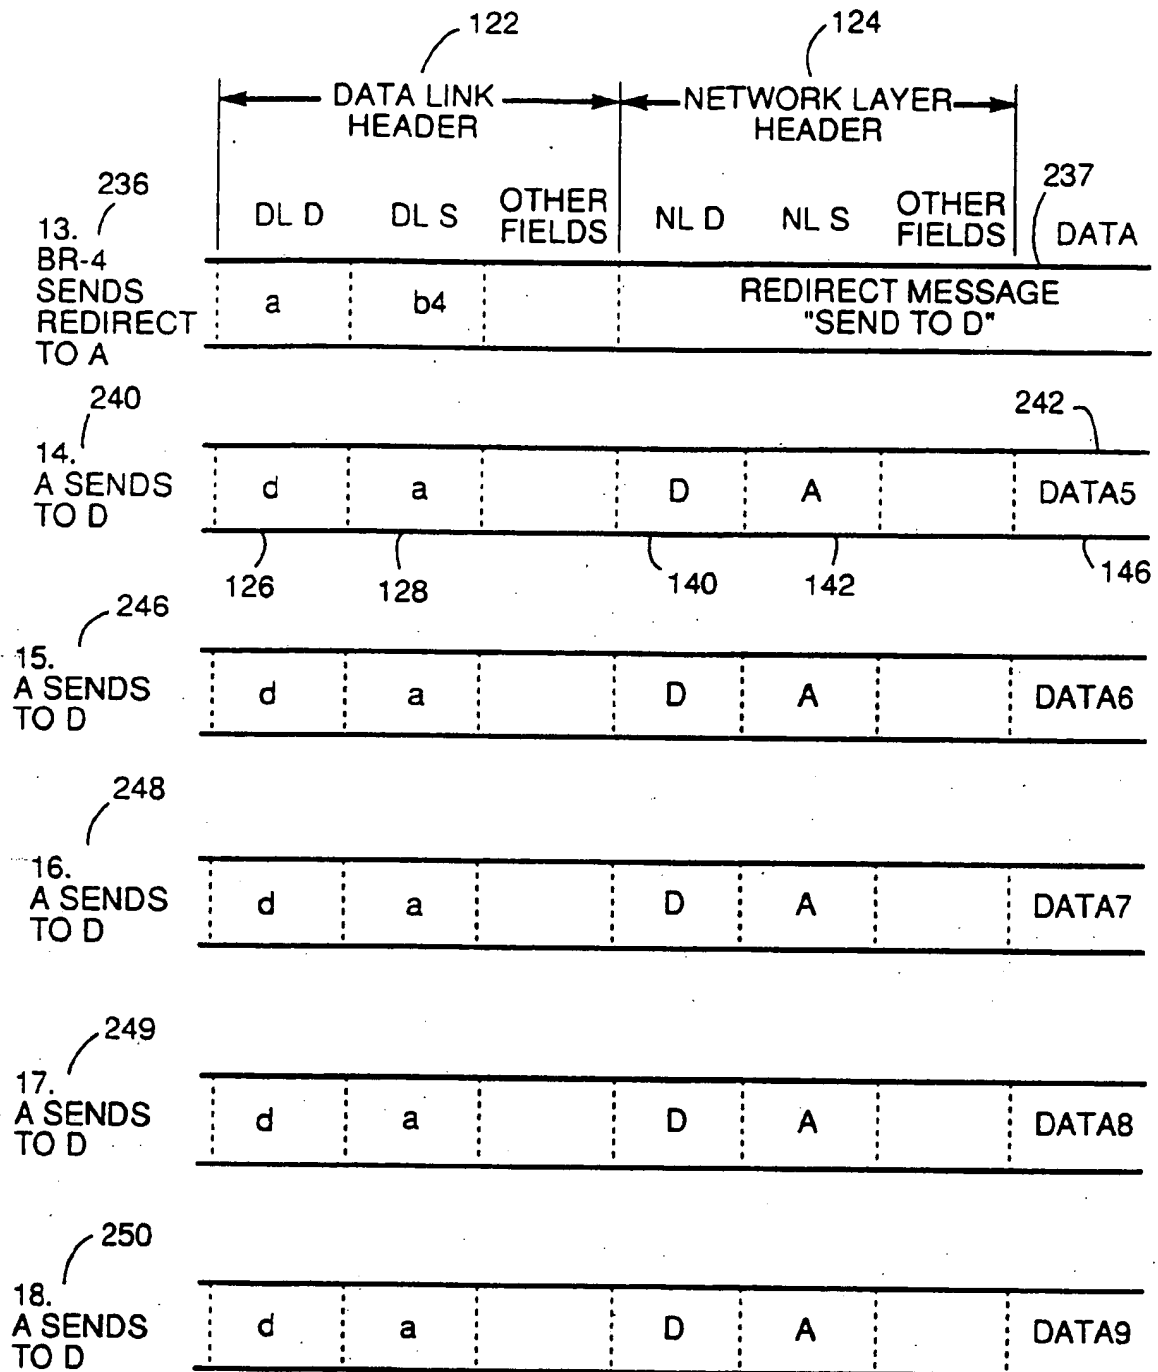 122
124
DATA LINK
HEADER
NETWORK LAYER
HEADER
236
237
DL D DL S OTHER FIELDS NL D NL S OTHER FIELDS DATA
13.
BR-4
SENDS
REDIRECT
TO A
a b4 REDIRECT MESSAGE
"SEND TO D"
240
242
14.
A SENDS
TO D
d a D A DATA5
126 128 140 142 146
246
15.
A SENDS
TO D
d a D A DATA6
248
16.
A SENDS
TO D
d a D A DATA7
249
17.
A SENDS
TO D
d a D A DATA8
250
18.
A SENDS
TO D
d a D A DATA9